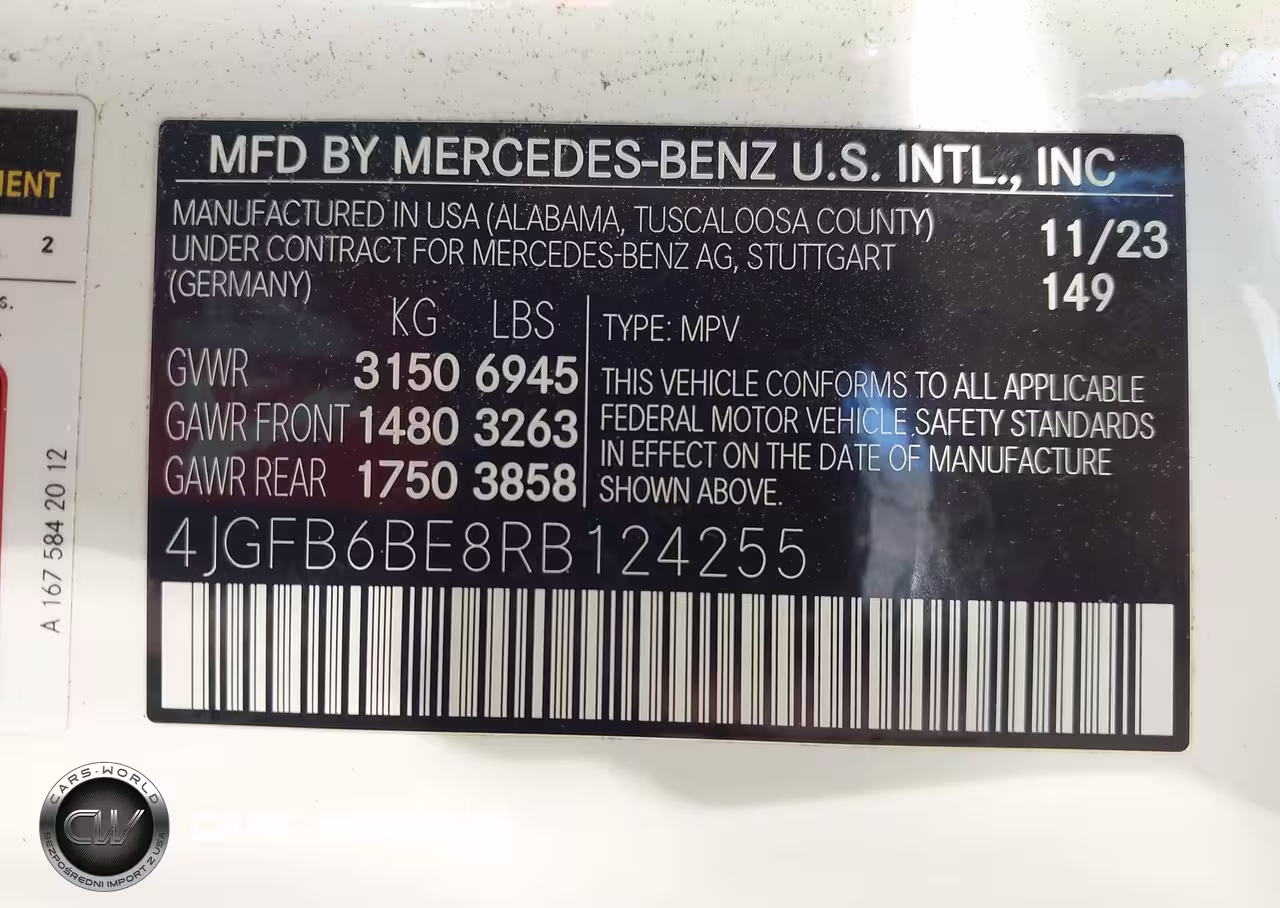 MFD BY MERCEDES-BENZ U.S. INTL., INC
MANUFACTURED IN USA (ALABAMA, TUSCALOOSA COUNTY)
UNDER CONTRACT FOR MERCEDES-BENZ AG, STUTTGART
(GERMANY)
11/23
149
KG LBS
GVWR 3150 6945
GAWR FRONT 1480 3263
GAWR REAR 1750 3858
TYPE: MPV
THIS VEHICLE CONFORMS TO ALL APPLICABLE
FEDERAL MOTOR VEHICLE SAFETY STANDARDS
IN EFFECT ON THE DATE OF MANUFACTURE
SHOWN ABOVE.
4JGFB6BE8RB124255
2
A 167 584 20 12
CARS-WORLD
CW
BEZPOŚREDNI IMPORT Z USA